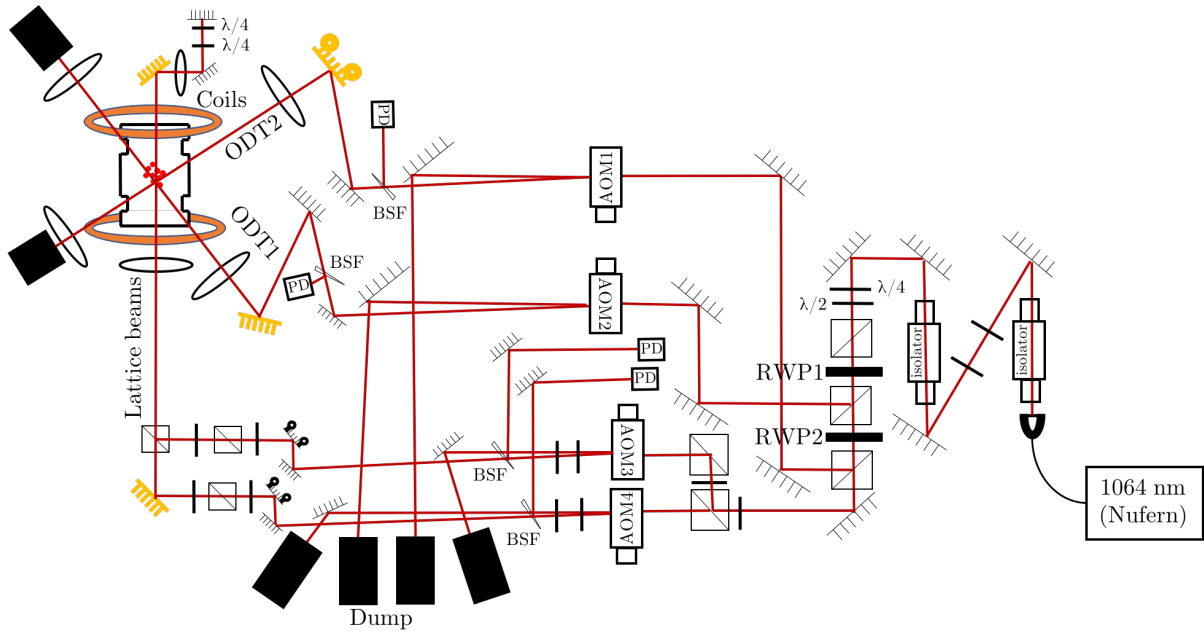 λ/4
λ/4
Coils
ODT2
PD
BSF
AOM1
ODT1
BSF
PD
AOM2
λ/4
λ/2
isolator
isolator
Lattice beams
PD
RWP1
PD
RWP2
BSF
AOM3
1064 nm
(Nufern)
BSF
AOM4
Dump